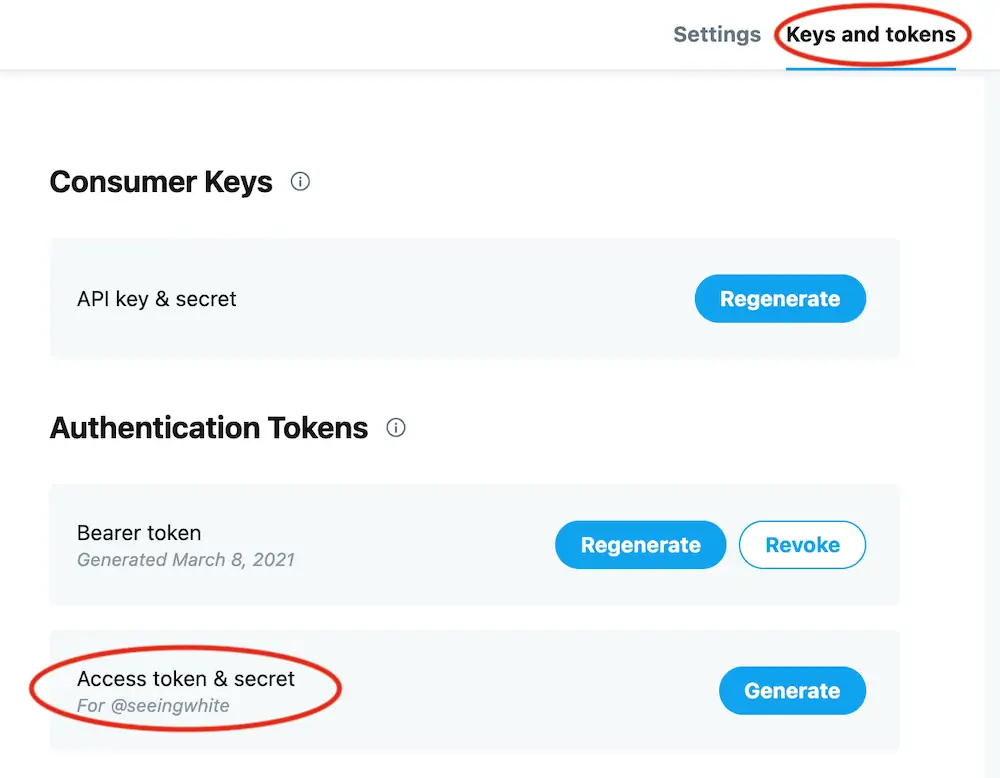 Settings
Keys and tokens
Consumer Keys
API key & secret
Regenerate
Authentication Tokens
Bearer token
Generated March 8, 2021
Regenerate
Revoke
Access token & secret
For @seeingwhite
Generate